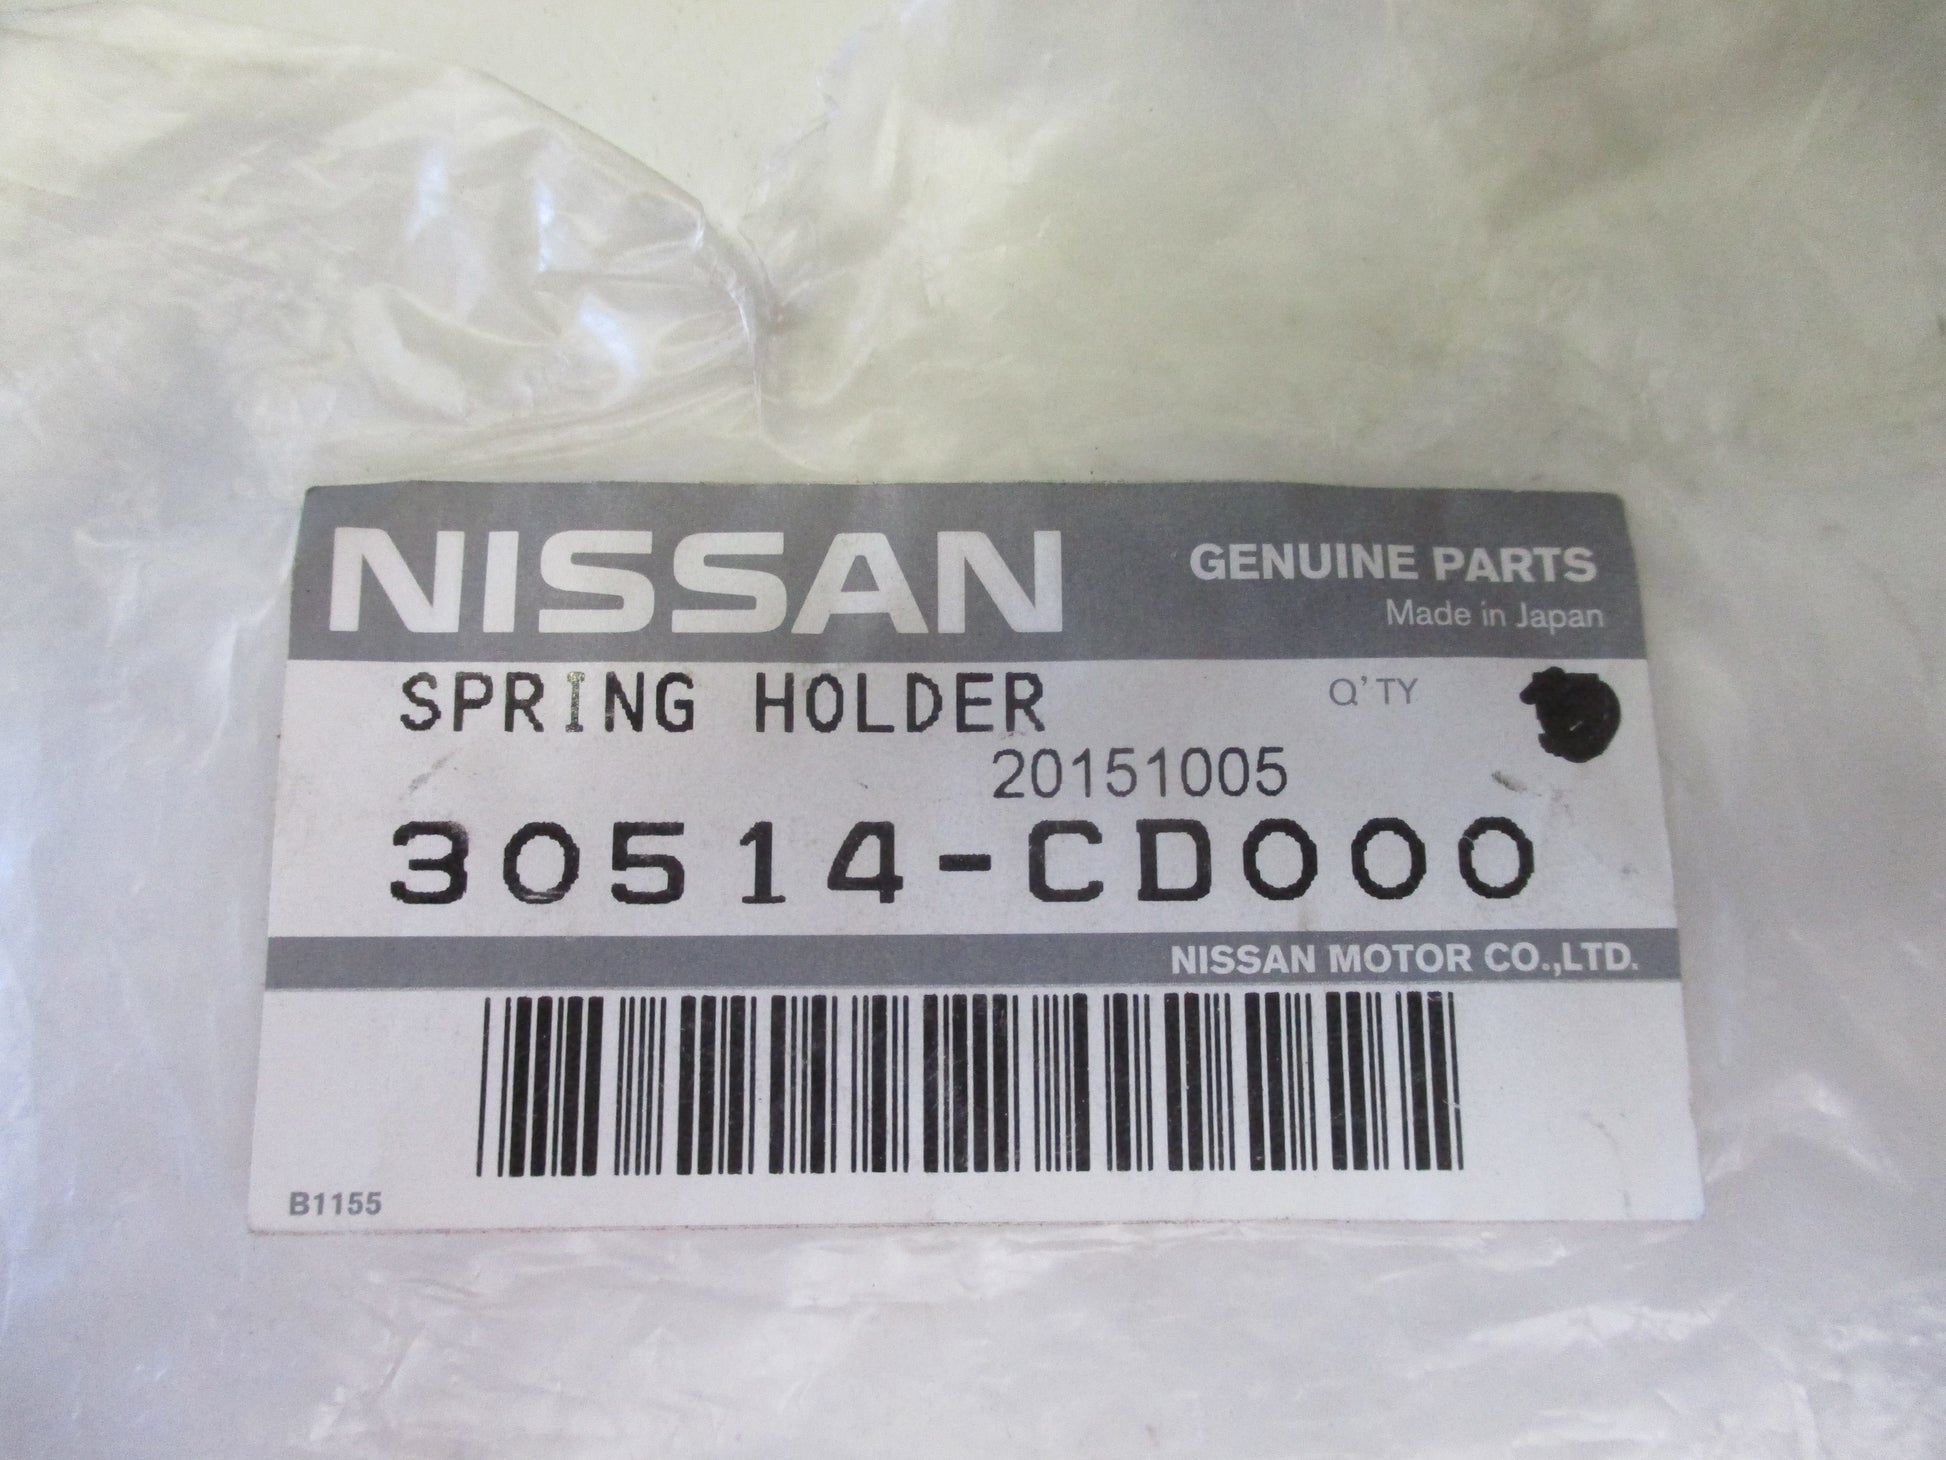 NISSAN
GENUINE PARTS
Made in Japan
SPRING HOLDER
Q'TY
20151005
30514-CD000
NISSAN MOTOR CO.,LTD.
B1155